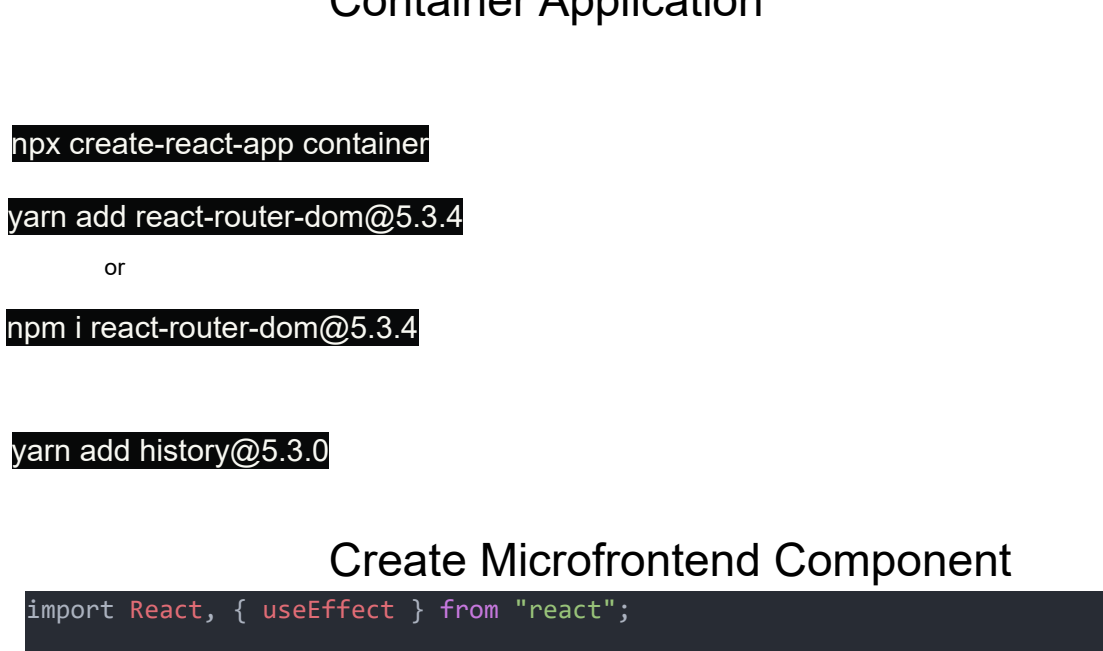 Container Application
npx create-react-app container
yarn add react-router-dom@5.3.4
or
npm i react-router-dom@5.3.4
yarn add history@5.3.0
Create Microfrontend Component
import React, { useEffect } from "react";